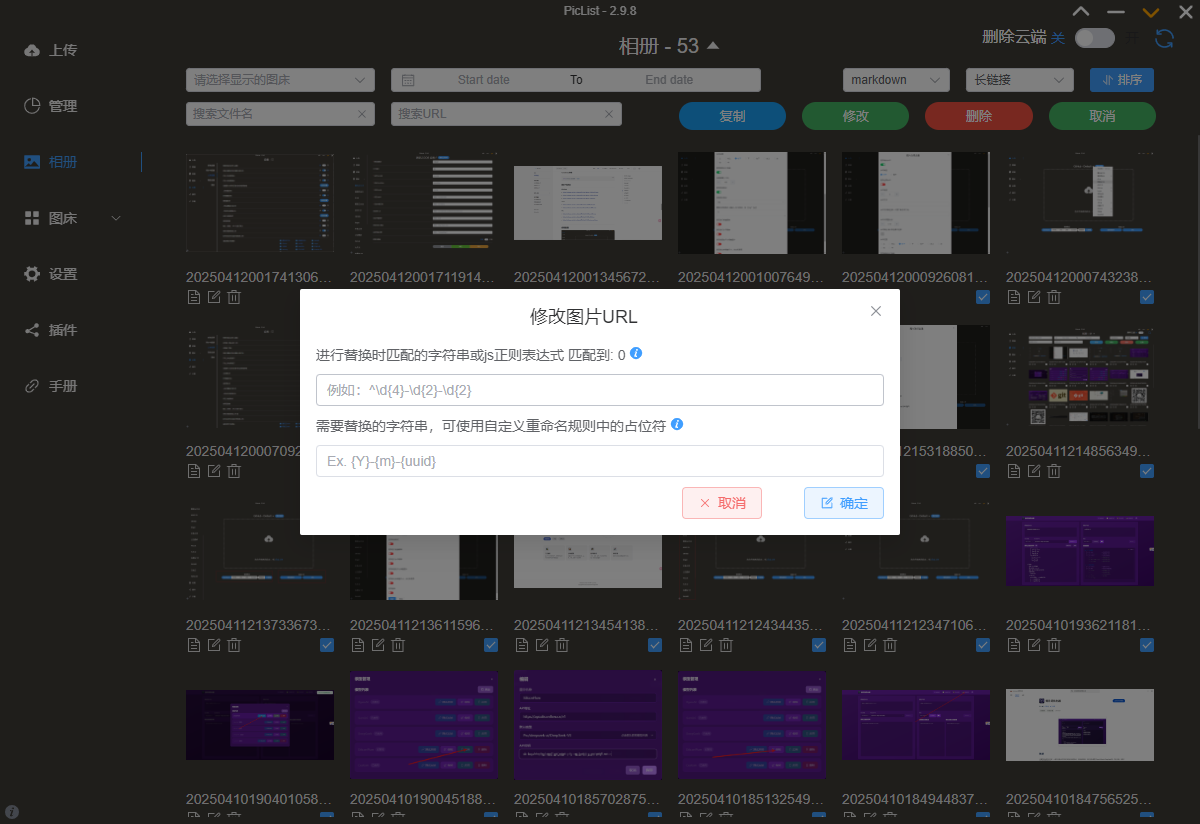 PicList - 2.9.8
上传
管理
相册
图床
设置
插件
手册
相册 - 53
删除云端 关 开
请选择显示的图床
Start date To End date
markdown
长链接
排序
搜索文件名
搜索URL
复制
修改
删除
取消
20250412001741306...
20250412001711914...
20250412001345672...
20250412001007649...
20250412000926081...
20250412000743238...
修改图片URL
进行替换时匹配的字符串或js正则表达式 匹配到: 0
例如：^\d{4}-\d{2}-\d{2}
需要替换的字符串，可使用自定义重命名规则中的占位符
Ex. {Y}-{m}-{uuid}
取消
确定
202504120007092
1215318850...
20250411214856349...
20250411213733673...
20250411213611596...
20250411213454138...
20250411212434435...
20250411212347106...
20250410193621181...
20250410190401058...
20250410190045188...
20250410185702875...
20250410185132549...
20250410184944837...
20250410184756525...